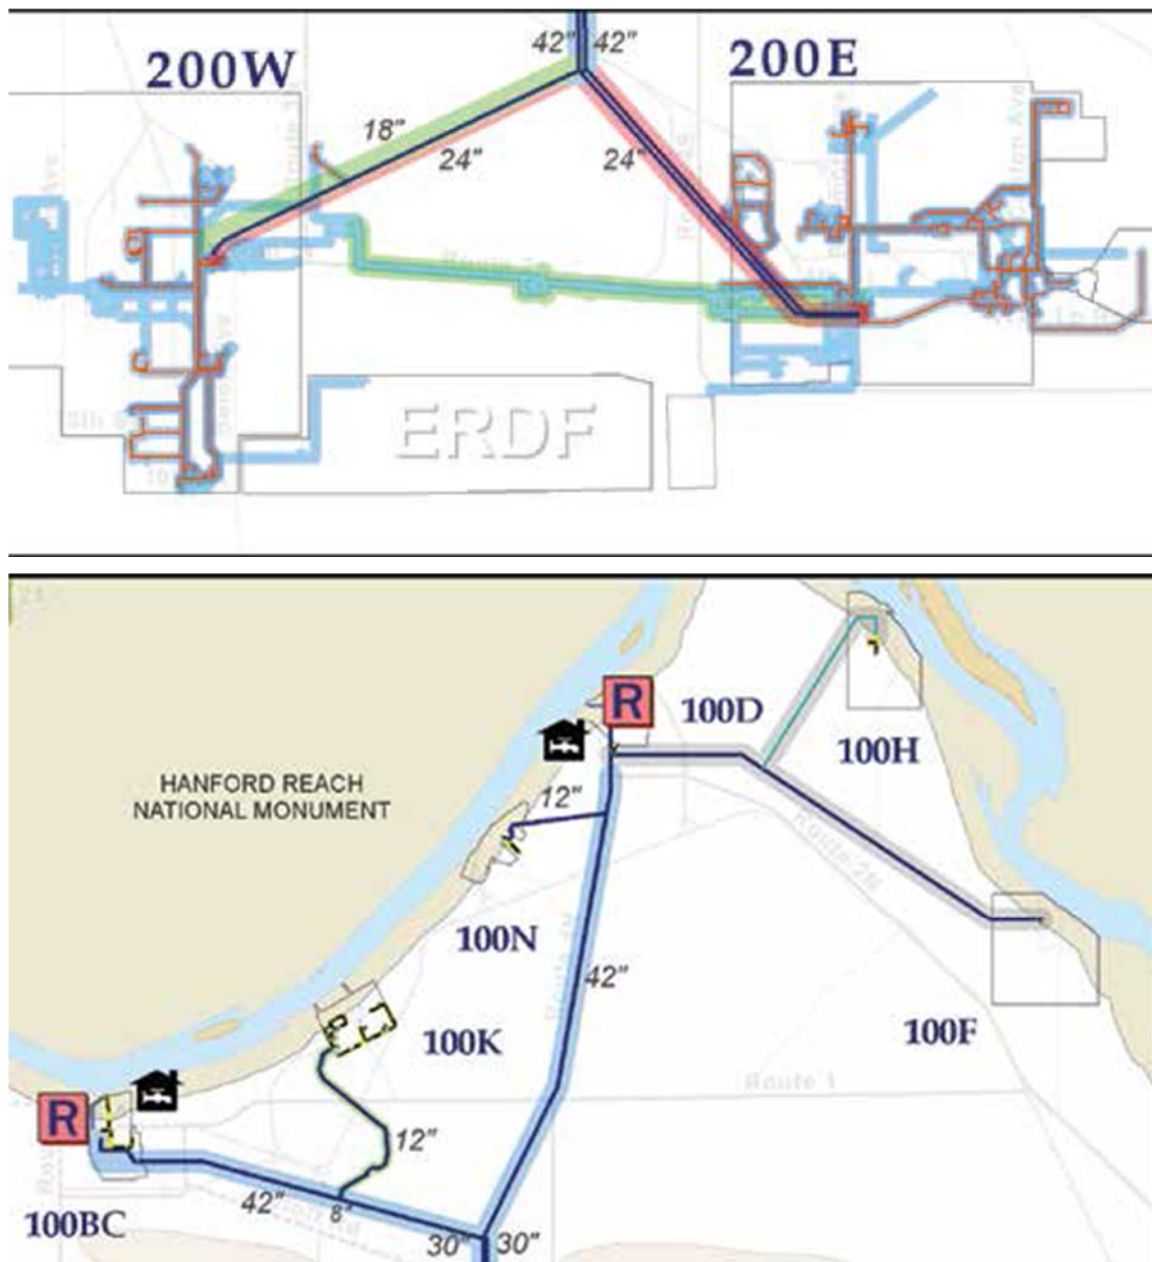 42" 42"
200W
200E
18"
24"
24"
ERDF
R
100D
100H
HANFORD REACH
NATIONAL MONUMENT
12"
100N
42"
100K
100F
Route 1
R
12"
42"
8"
100BC
30" 30"